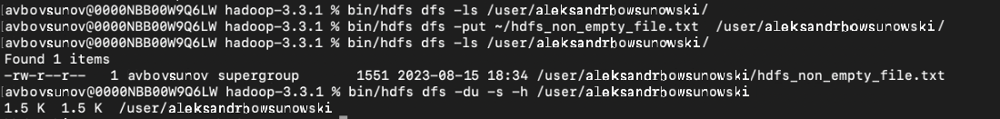 [avbovsunov@0000NBB00W9Q6LW hadoop-3.3.1 % bin/hdfs dfs -ls /user/aleksandrbowsunowski/
[avbovsunov@0000NBB00W9Q6LW hadoop-3.3.1 % bin/hdfs dfs -put ~/hdfs_non_empty_file.txt  /user/aleksandrbowsunowski/
[avbovsunov@0000NBB00W9Q6LW hadoop-3.3.1 % bin/hdfs dfs -ls /user/aleksandrbowsunowski/
Found 1 items
-rw-r--r--   1 avbovsunov supergroup       1551 2023-08-15 18:34 /user/aleksandrbowsunowski/hdfs_non_empty_file.txt
[avbovsunov@0000NBB00W9Q6LW hadoop-3.3.1 % bin/hdfs dfs -du -s -h /user/aleksandrbowsunowski
1.5 K  1.5 K  /user/aleksandrbowsunowski